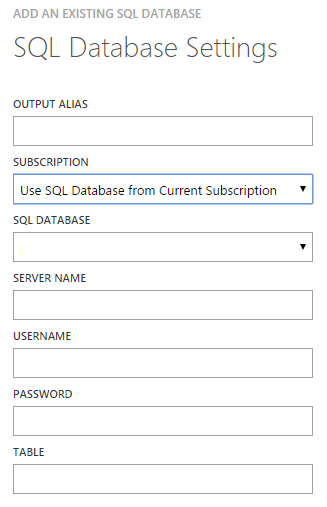 ADD AN EXISTING SQL DATABASE
SQL Database Settings
OUTPUT ALIAS
SUBSCRIPTION
Use SQL Database from Current Subscription
SQL DATABASE
SERVER NAME
USERNAME
PASSWORD
TABLE